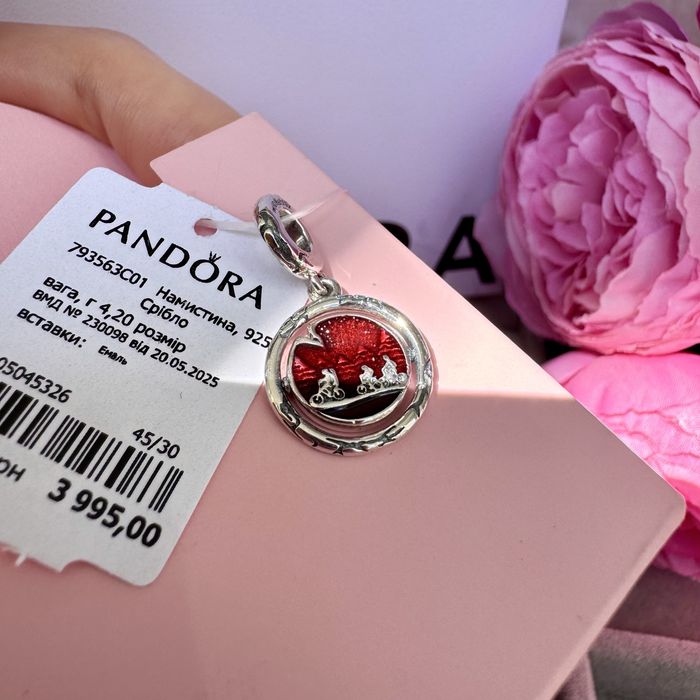 PANDORA
793563C01 Намистина, 925
Срібло
вага, г 4,20 розмір
ВМД № 230098 від 20.05.2025
вставки: Емаль
05045326
45/30
рн 3 995,00